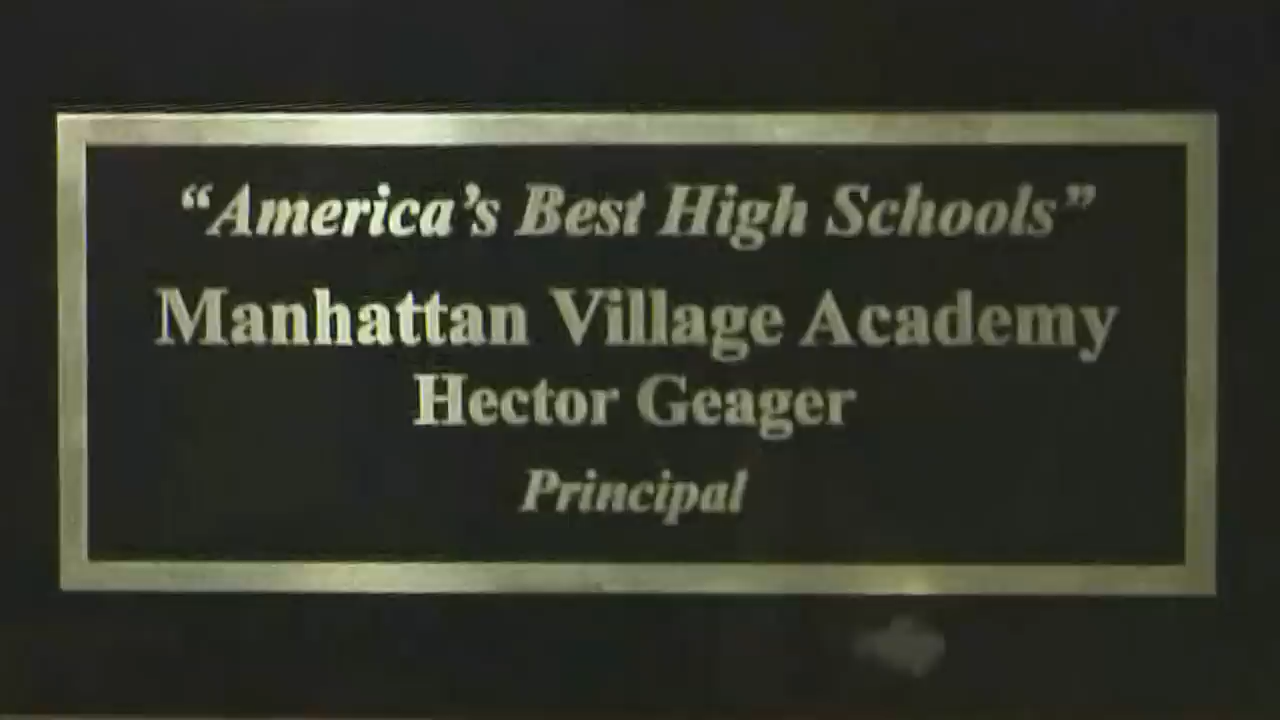 “America’s Best High Schools”
Manhattan Village Academy
Hector Geager
Principal